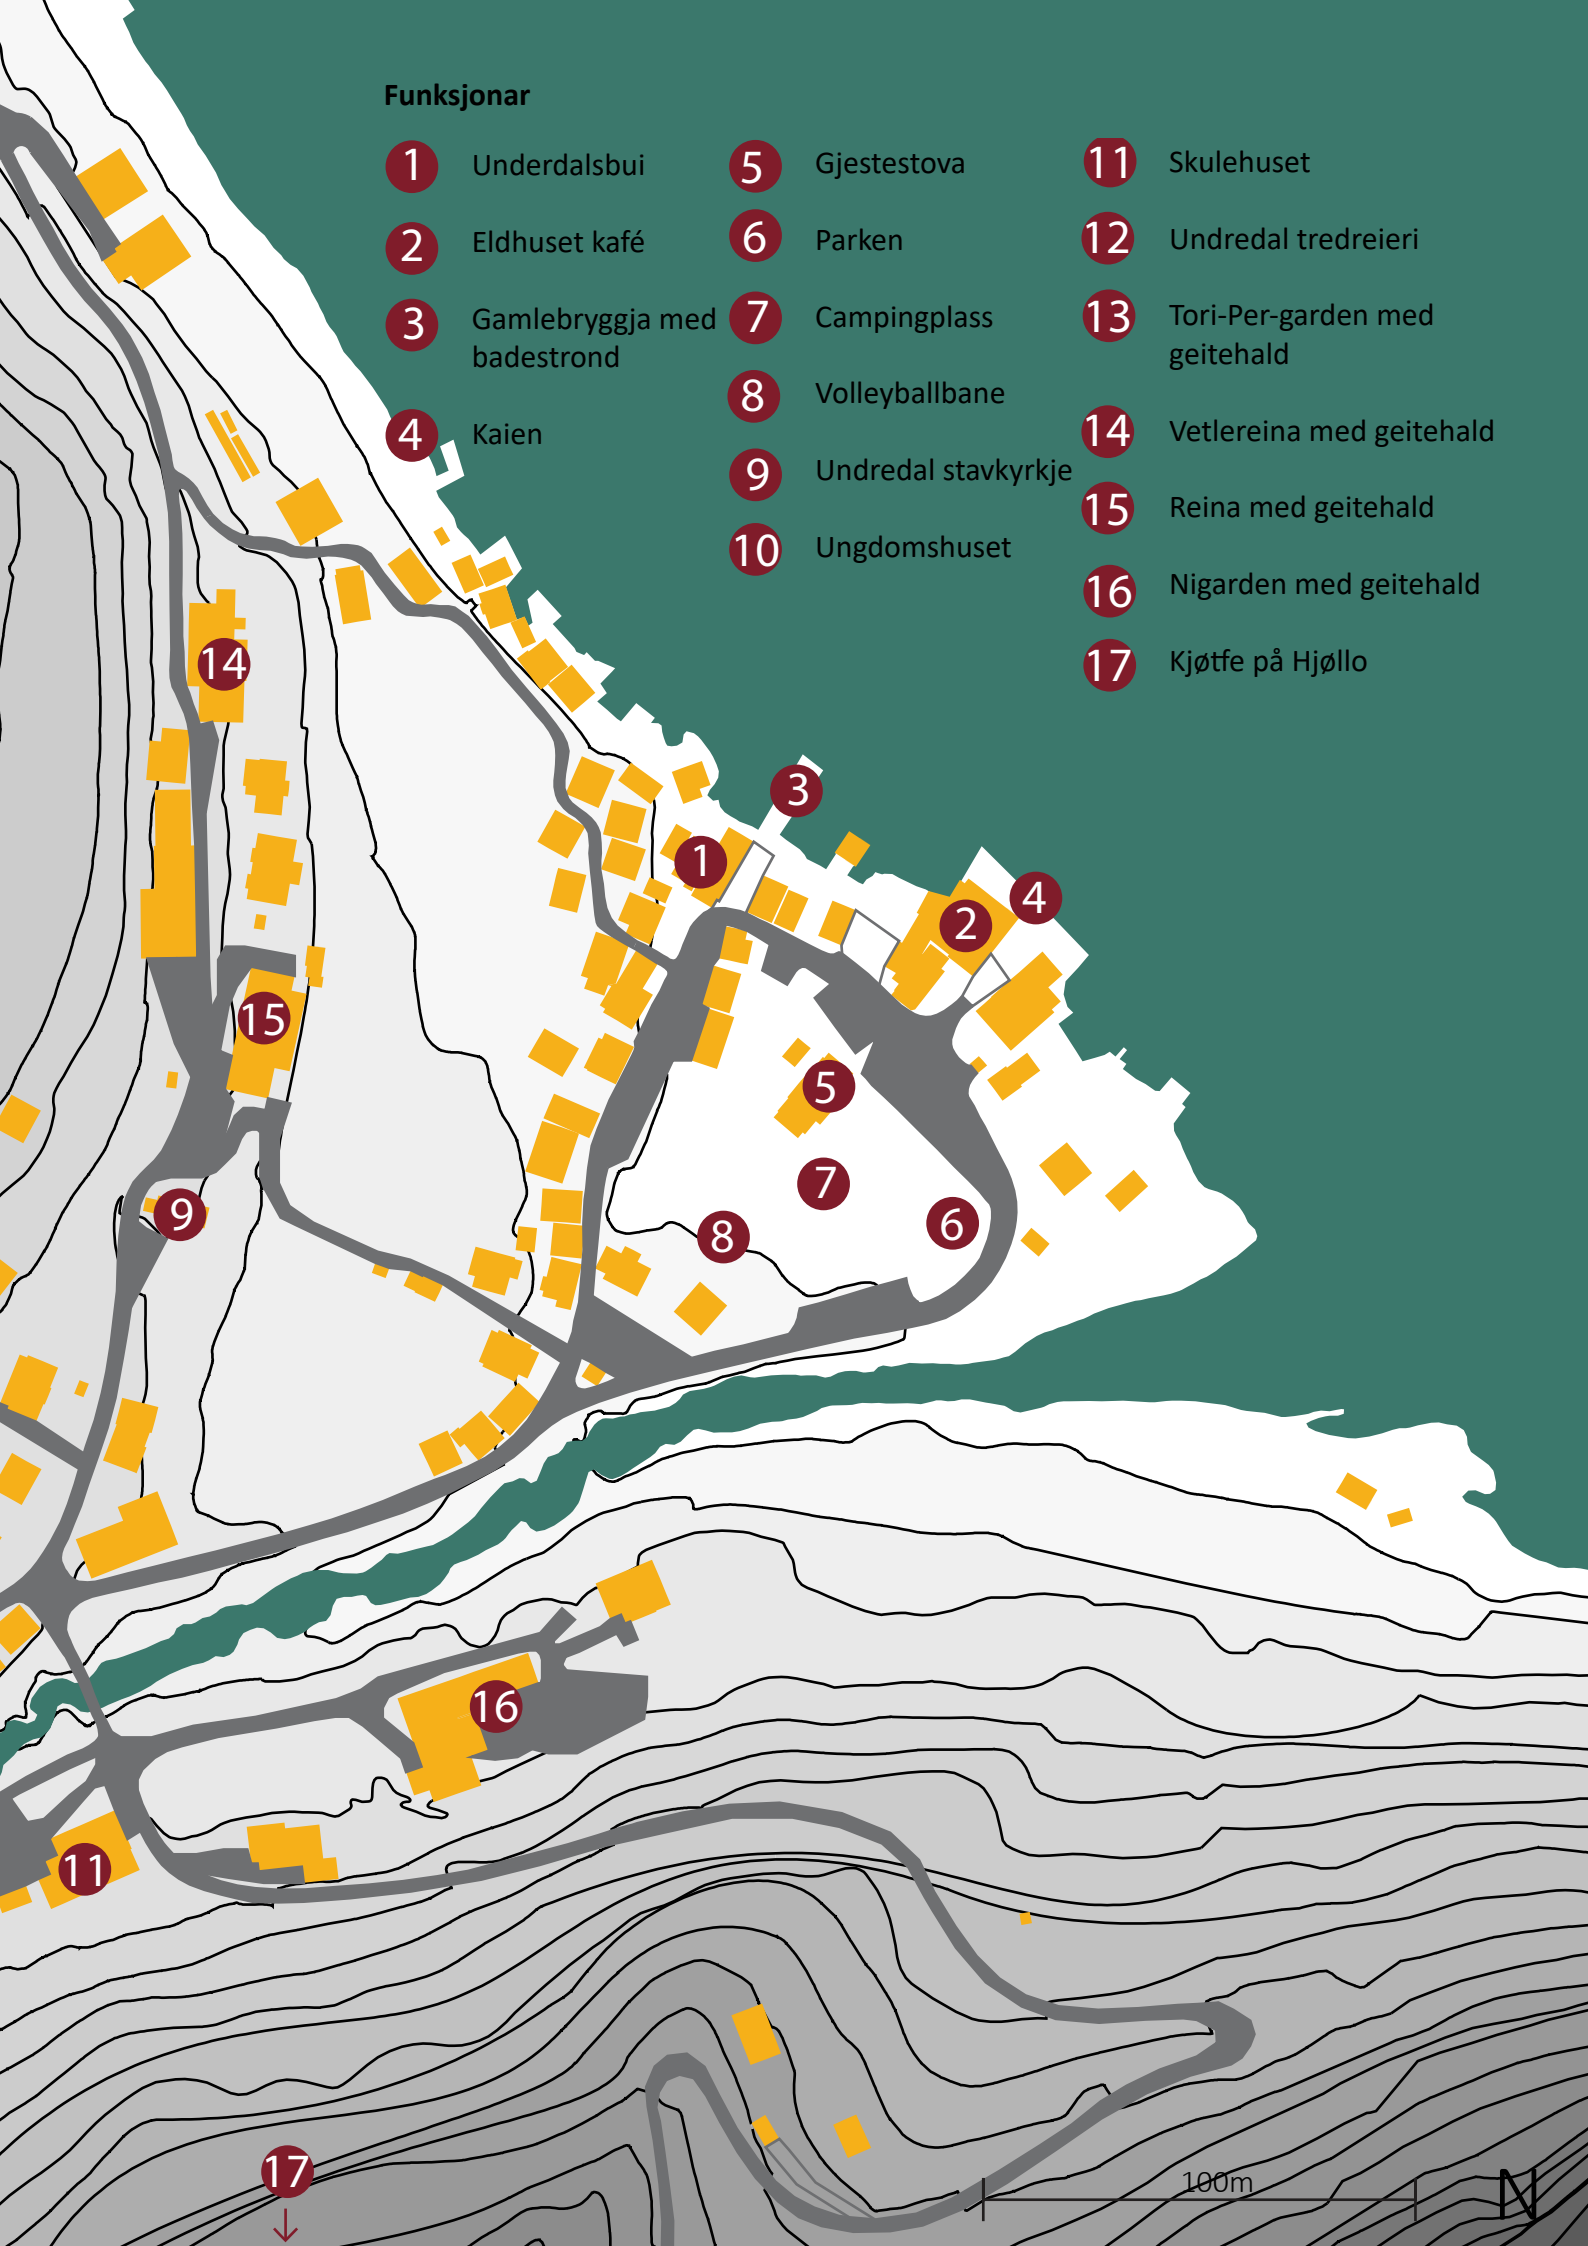 Funksjonar
1 Underdalsbui
2 Eldhuset kafé
3 Gamlebryggja med
badestrond
4 Kaien
5 Gjestestova
6 Parken
7 Campingplass
8 Volleyballbane
9 Undredal stavkyrkje
10 Ungdomshuset
11 Skulehuset
12 Undredal tredreieri
13 Tori-Per-garden med
geitehald
14 Vetlereina med geitehald
15 Reina med geitehald
16 Nigarden med geitehald
17 Kjøtfe på Hjøllo
14
3
1
4
2
15
5
7
9
6
8
16
11
17
100m
N